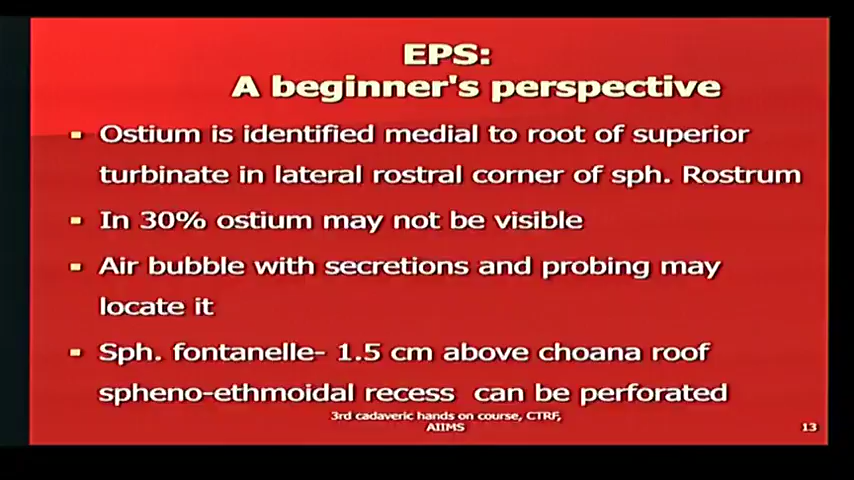 EPS:
A beginner's perspective
▪ Ostium is identified medial to root of superior
turbinate in lateral rostral corner of sph. Rostrum
▪ In 30% ostium may not be visible
▪ Air bubble with secretions and probing may
locate it
▪ Sph. fontanelle- 1.5 cm above choana roof
spheno-ethmoidal recess can be perforated
3rd cadaveric hands on course, CTRF,
AIIMS
13